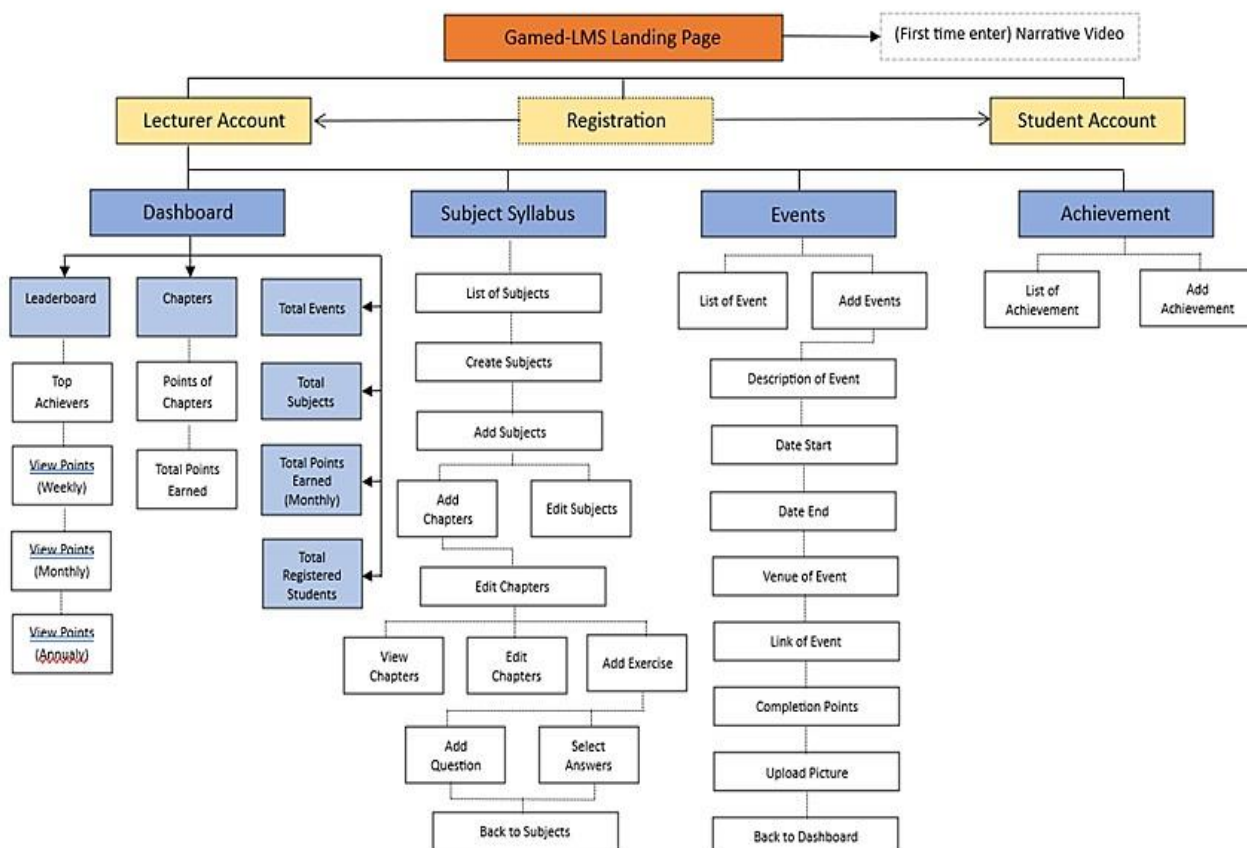 Gamed-LMS Landing Page
(First time enter) Narrative Video
Lecturer Account
Registration
Student Account
Dashboard
Subject Syllabus
Events
Achievement
Leaderboard
Chapters
Total Events
Top
Achievers
Points of
Chapters
Total
Subjects
View Points
(Weekly)
Total Points
Earned
Total Points
Earned
(Monthly)
View Points
(Monthly)
Total
Registered
Students
View Points
(Annualy)
List of Subjects
Create Subjects
Add Subjects
Add
Chapters
Edit Subjects
Edit Chapters
View
Chapters
Edit
Chapters
Add Exercise
Add
Question
Select
Answers
Back to Subjects
List of Event
Add Events
Description of Event
Date Start
Date End
Venue of Event
Link of Event
Completion Points
Upload Picture
Back to Dashboard
List of
Achievement
Add
Achievement